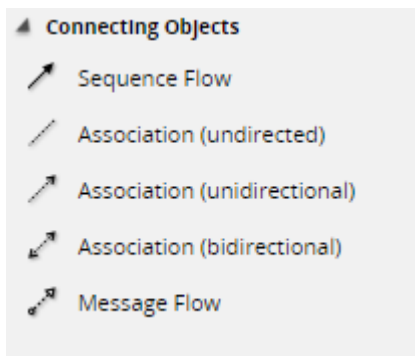 Connecting Objects
Sequence Flow
Association (undirected)
Association (unidirectional)
Association (bidirectional)
Message Flow